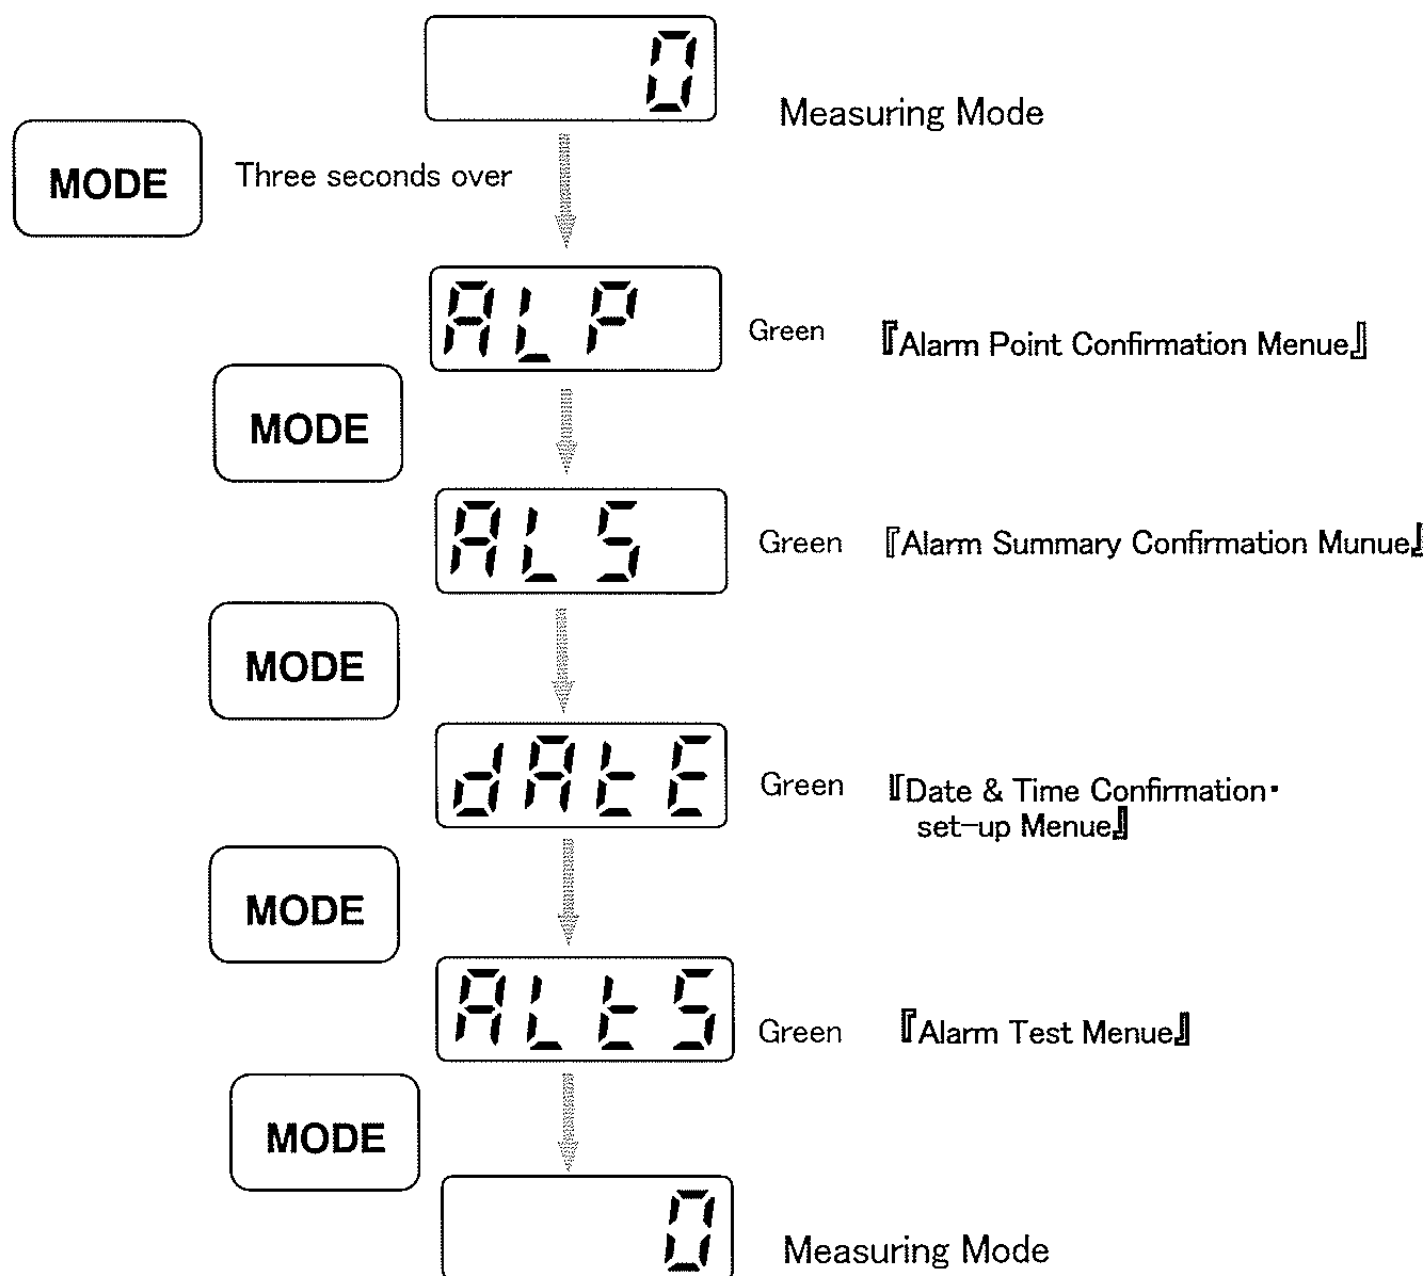 0
Measuring Mode
MODE
Three seconds over
ALP
Green
『Alarm Point Confirmation Menue』
MODE
ALS
Green
『Alarm Summary Confirmation Munue』
MODE
dAtE
Green
『Date & Time Confirmation・
set-up Menue』
MODE
ALtS
Green
『Alarm Test Menue』
MODE
0
Measuring Mode